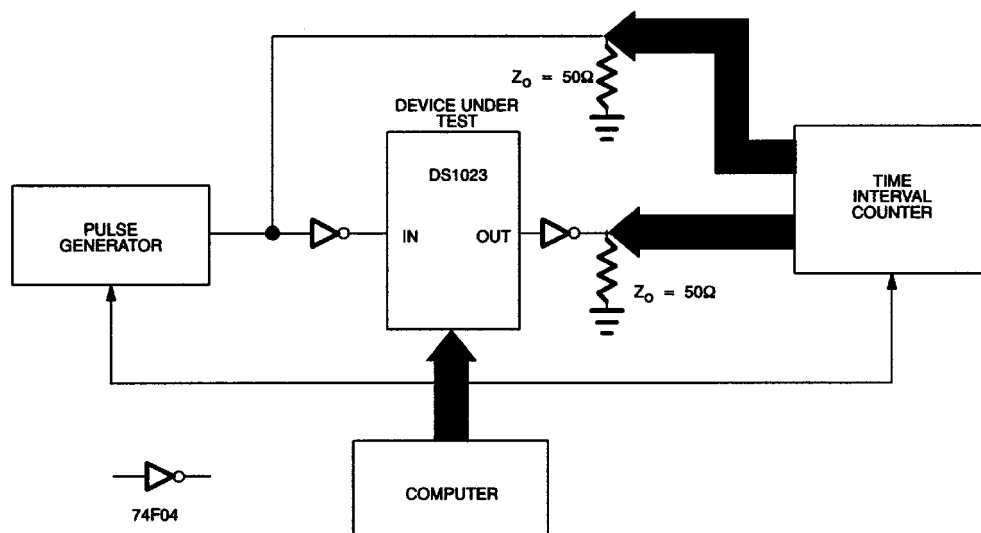 Z₀ = 50Ω
DEVICE UNDER
TEST
DS1023
TIME
INTERVAL
COUNTER
PULSE
GENERATOR
IN
OUT
Z₀ = 50Ω
COMPUTER
74F04